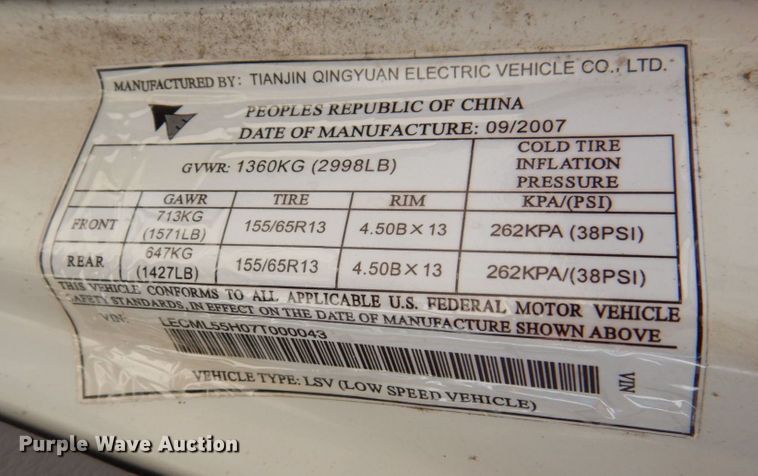 MANUFACTURED BY: TIANJIN QINGYUAN ELECTRIC VEHICLE CO., LTD.
PEOPLES REPUBLIC OF CHINA
DATE OF MANUFACTURE: 09/2007
GVWR: 1360KG (2998LB)
COLD TIRE
INFLATION
PRESSURE
GAWR TIRE RIM KPA/(PSI)
FRONT 713KG (1571LB) 155/65R13 4.50B×13 262KPA (38PSI)
REAR 647KG (1427LB) 155/65R13 4.50B×13 262KPA/(38PSI)
THIS VEHICLE CONFORMS TO ALL APPLICABLE U.S. FEDERAL MOTOR VEHICLE
SAFETY STANDARDS, IN EFFECT ON THE DATE OF MANUFACTURE SHOWN ABOVE
VIN: LECML55H07T000043
VIN
VEHICLE TYPE: LSV (LOW SPEED VEHICLE)
Purple Wave Auction